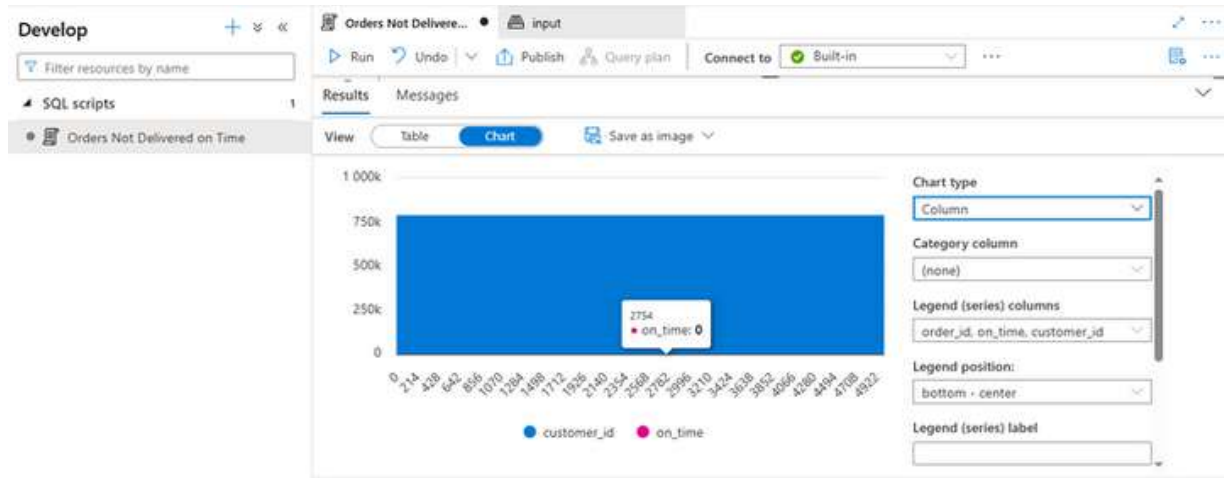 Develop
Filter resources by name
SQL scripts 1
Orders Not Delivered on Time
Orders Not Delivere... input
Run Undo Publish Query plan Connect to Built-in
Results Messages
View Table Chart Save as image
1 000k
750k
500k
250k
0
2754
on_time: 0
0 214 428 642 856 1070 1284 1498 1712 1926 2140 2354 2568 2782 2996 3210 3424 3638 3852 4066 4280 4494 4708 4922
customer_id on_time
Chart type
Column
Category column
(none)
Legend (series) columns
order_id, on_time, customer_id
Legend position:
bottom - center
Legend (series) label